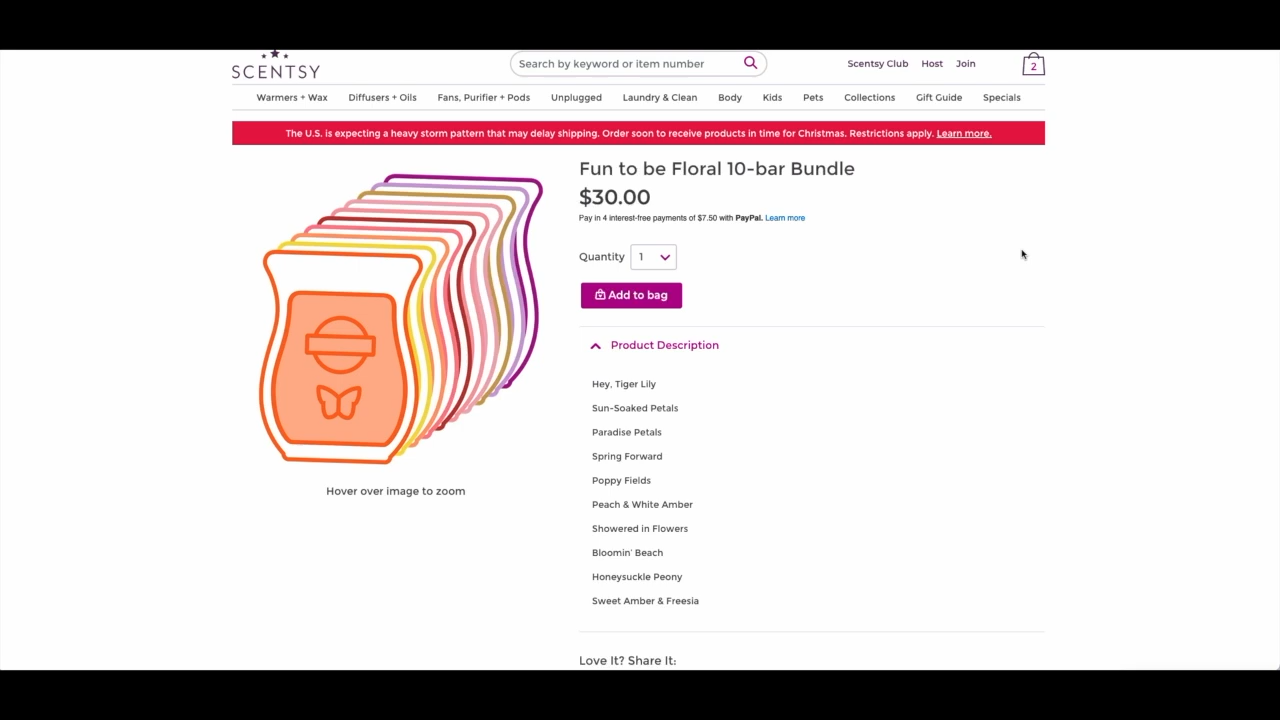 SCENTSY
Search by keyword or item number
Scentsy Club Host Join
2
Warmers + Wax Diffusers + Oils Fans, Purifier + Pods Unplugged Laundry & Clean Body Kids Pets Collections Gift Guide Specials
The U.S. is expecting a heavy storm pattern that may delay shipping. Order soon to receive products in time for Christmas. Restrictions apply. Learn more.
Fun to be Floral 10-bar Bundle
$30.00
Pay in 4 interest-free payments of $7.50 with PayPal. Learn more
Quantity 1
Add to bag
Product Description
Hey, Tiger Lily
Sun-Soaked Petals
Paradise Petals
Spring Forward
Poppy Fields
Peach & White Amber
Showered in Flowers
Bloomin' Beach
Honeysuckle Peony
Sweet Amber & Freesia
Hover over image to zoom
Love It? Share It: